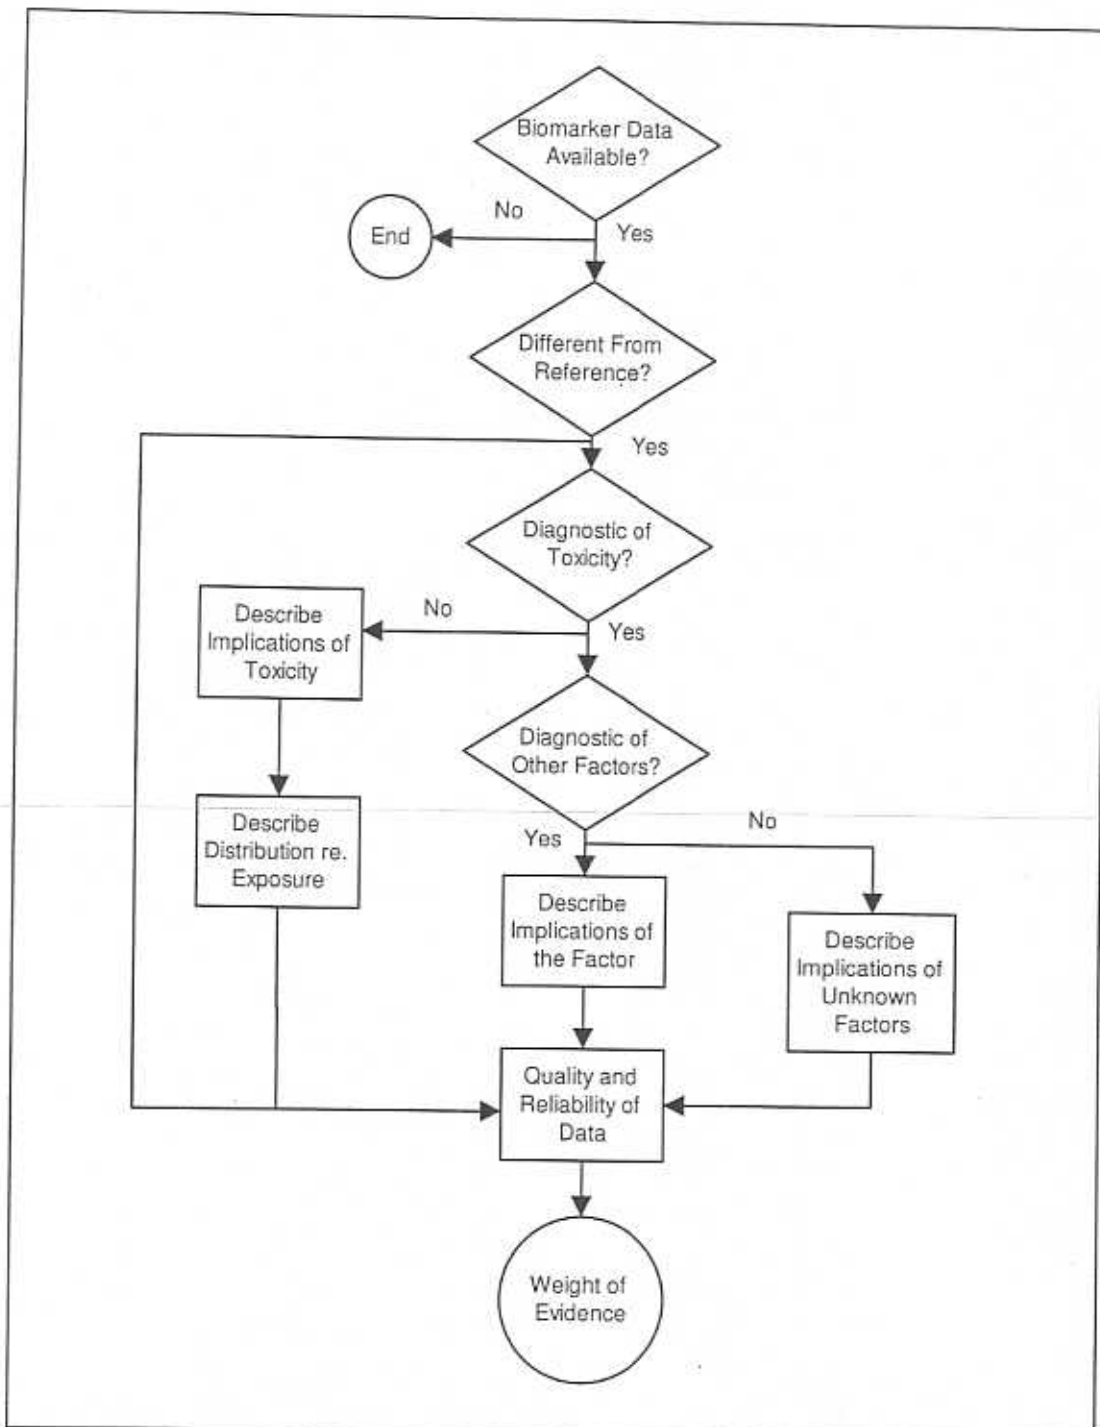 Biomarker Data
Available?
No
Yes
End
Different From
Reference?
Yes
Diagnostic of
Toxicity?
No
Yes
Describe
Implications of
Toxicity
Diagnostic of
Other Factors?
Describe
Distribution re.
Exposure
Yes
No
Describe
Implications of
the Factor
Describe
Implications of
Unknown
Factors
Quality and
Reliability of
Data
Weight of
Evidence